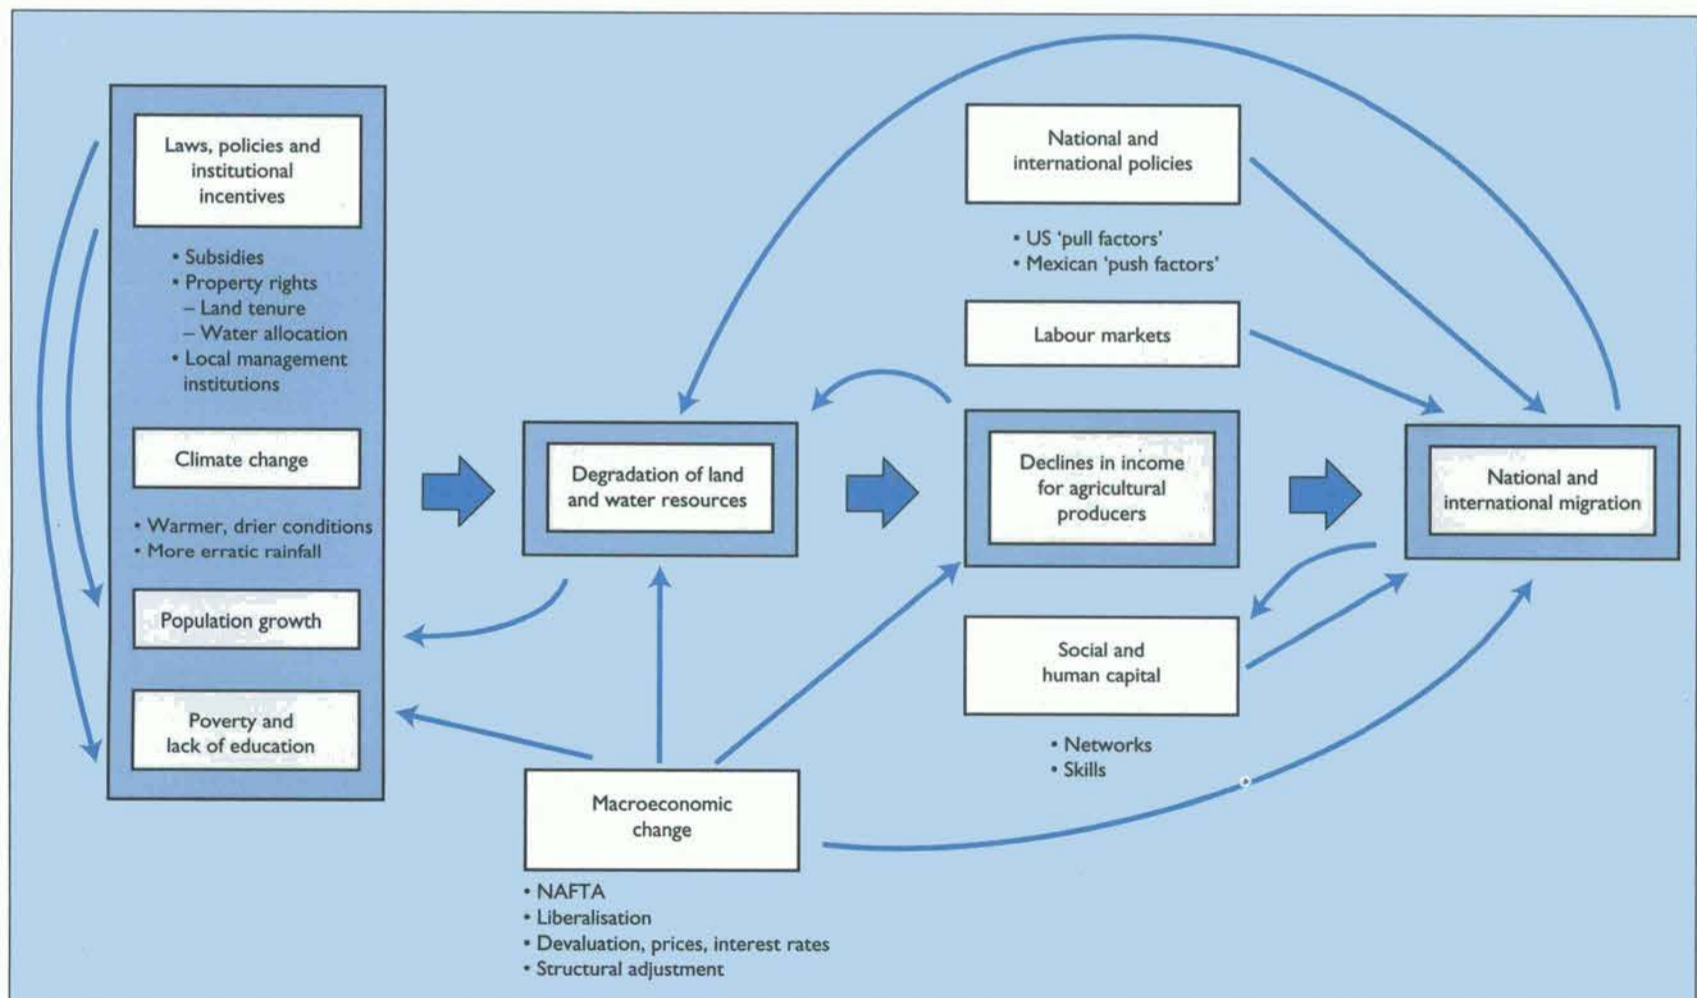 Laws, policies and
institutional
incentives
• Subsidies
• Property rights
– Land tenure
– Water allocation
• Local management
institutions
Climate change
• Warmer, drier conditions
• More erratic rainfall
Population growth
Poverty and
lack of education
Degradation of land
and water resources
Macroeconomic
change
• NAFTA
• Liberalisation
• Devaluation, prices, interest rates
• Structural adjustment
National and
international policies
• US ‘pull factors’
• Mexican ‘push factors’
Labour markets
Declines in income
for agricultural
producers
Social and
human capital
• Networks
• Skills
National and
international migration